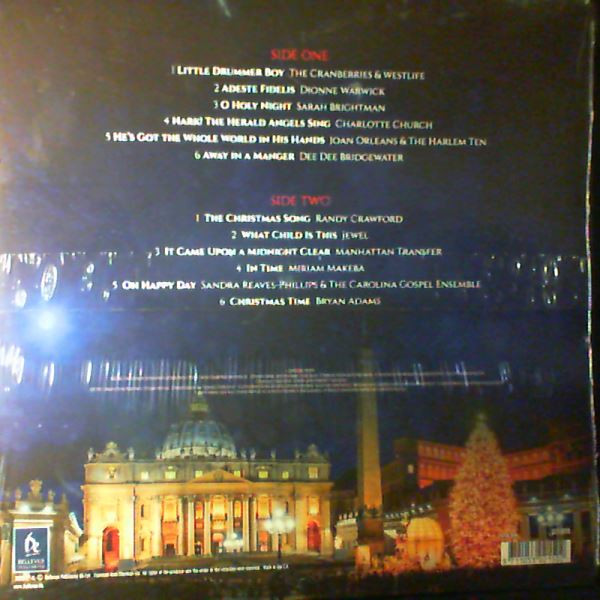 SIDE ONE
1 LITTLE DRUMMER BOY THE CRANBERRIES & WESTLIFE
2 ADESTE FIDELIS DIONNE WARWICK
3 O HOLY NIGHT SARAH BRIGHTMAN
4 HARK! THE HERALD ANGELS SING CHARLOTTE CHURCH
5 HE'S GOT THE WHOLE WORLD IN HIS HANDS JOAN ORLEANS & THE HARLEM TEN
6 AWAY IN A MANGER DEE DEE BRIDGEWATER
SIDE TWO
1 THE CHRISTMAS SONG RANDY CRAWFORD
2 WHAT CHILD IS THIS JEWEL
3 IT CAME UPON A MIDNIGHT CLEAR MANHATTAN TRANSFER
4 IN TIME MIRIAM MAKEBA
5 OH HAPPY DAY SANDRA REAVES-PHILLIPS & THE CAROLINA GOSPEL ENSEMBLE
6 CHRISTMAS TIME BRYAN ADAMS
BELLEVUE